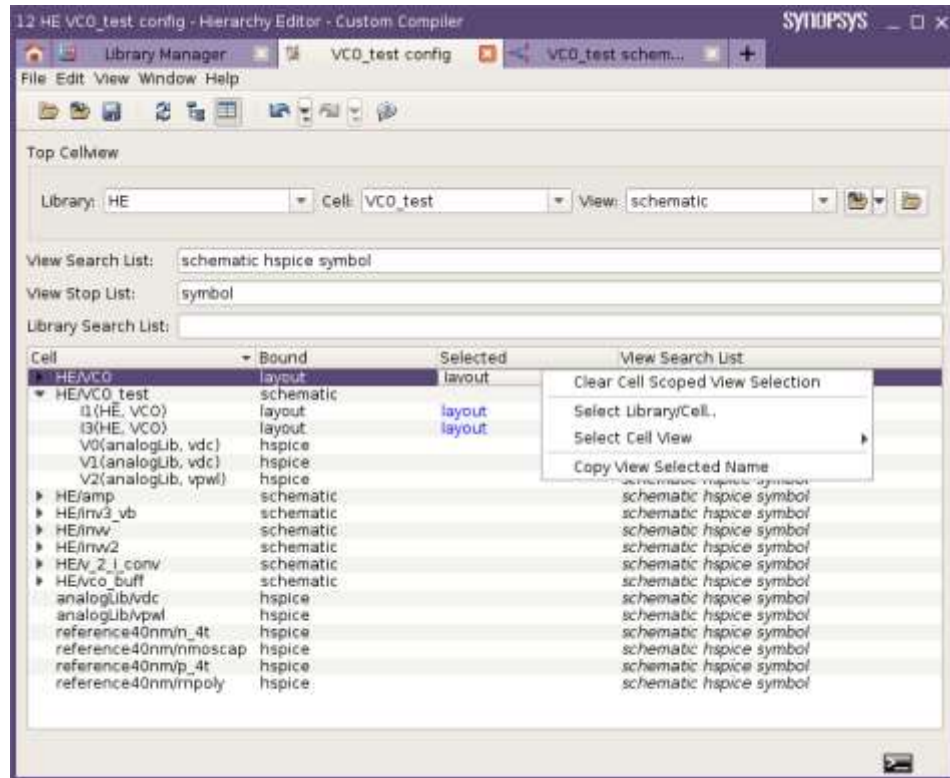 12 HE VCO_test config - Hierarchy Editor - Custom Compiler SYNOPSYS
Library Manager VCO_test config VCO_test schem...
File Edit View Window Help
Top Cellview
Library: HE Cell: VCO_test View: schematic
View Search List: schematic hspice symbol
View Stop List: symbol
Library Search List:
Cell Bound Selected View Search List
HE/VCO layout layout
HE/VCO_test schematic
I1(HE, VCO) layout layout
I3(HE, VCO) layout layout
V0(analogLib, vdc) hspice
V1(analogLib, vdc) hspice
V2(analogLib, vpwl) hspice schematic hspice symbol
Clear Cell Scoped View Selection
Select Library/Cell..
Select Cell View
Copy View Selected Name
HE/amp schematic schematic hspice symbol
HE/inv3_vb schematic schematic hspice symbol
HE/invv schematic schematic hspice symbol
HE/invv2 schematic schematic hspice symbol
HE/v_2_i_conv schematic schematic hspice symbol
HE/vco_buff schematic schematic hspice symbol
analogLib/vdc hspice schematic hspice symbol
analogLib/vpwl hspice schematic hspice symbol
reference40nm/n_4t hspice schematic hspice symbol
reference40nm/nmoscap hspice schematic hspice symbol
reference40nm/p_4t hspice schematic hspice symbol
reference40nm/rnpoly hspice schematic hspice symbol